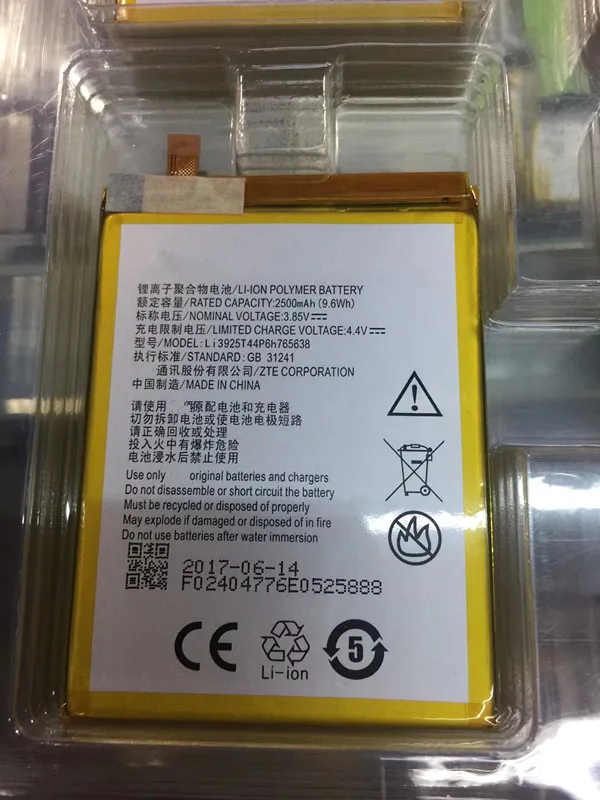 锂离子聚合物电池/LI-ION POLYMER BATTERY
额定容量/RATED CAPACITY:2500mAh (9.6Wh)
标称电压/NOMINAL VOLTAGE:3.85V
充电限制电压/LIMITED CHARGE VOLTAGE:4.4V
型号/MODEL:Li3925T44P6h765638
执行标准/STANDARD:GB 31241
通讯股份有限公司/ZTE CORPORATION
中国制造/MADE IN CHINA
请使用 源配电池和充电器
切勿拆卸电池或使电池电极短路
请正确回收或处理
投入火中有爆炸危险
电池浸水后禁止使用
Use only original batteries and chargers
Do not disassemble or short circuit the battery
Must be recycled or disposed of properly
May explode if damaged or disposed of in fire
Do not use batteries after water immersion
2017-06-14
F02404776E0525888
CE
Li-ion
5